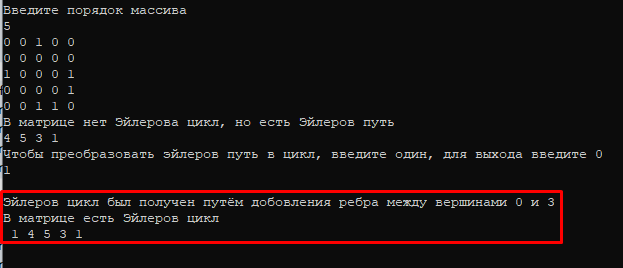 Введите порядок массива
5
0 0 1 0 0
0 0 0 0 0
1 0 0 0 1
0 0 0 0 1
0 0 1 1 0
В матрице нет Эйлерова цикл, но есть Эйлеров путь
4 5 3 1
Чтобы преобразовать эйлеров путь в цикл, введите один, для выхода введите 0
1
Эйлеров цикл был получен путём добовления ребра между вершинами 0 и 3
В матрице есть Эйлеров цикл
1 4 5 3 1